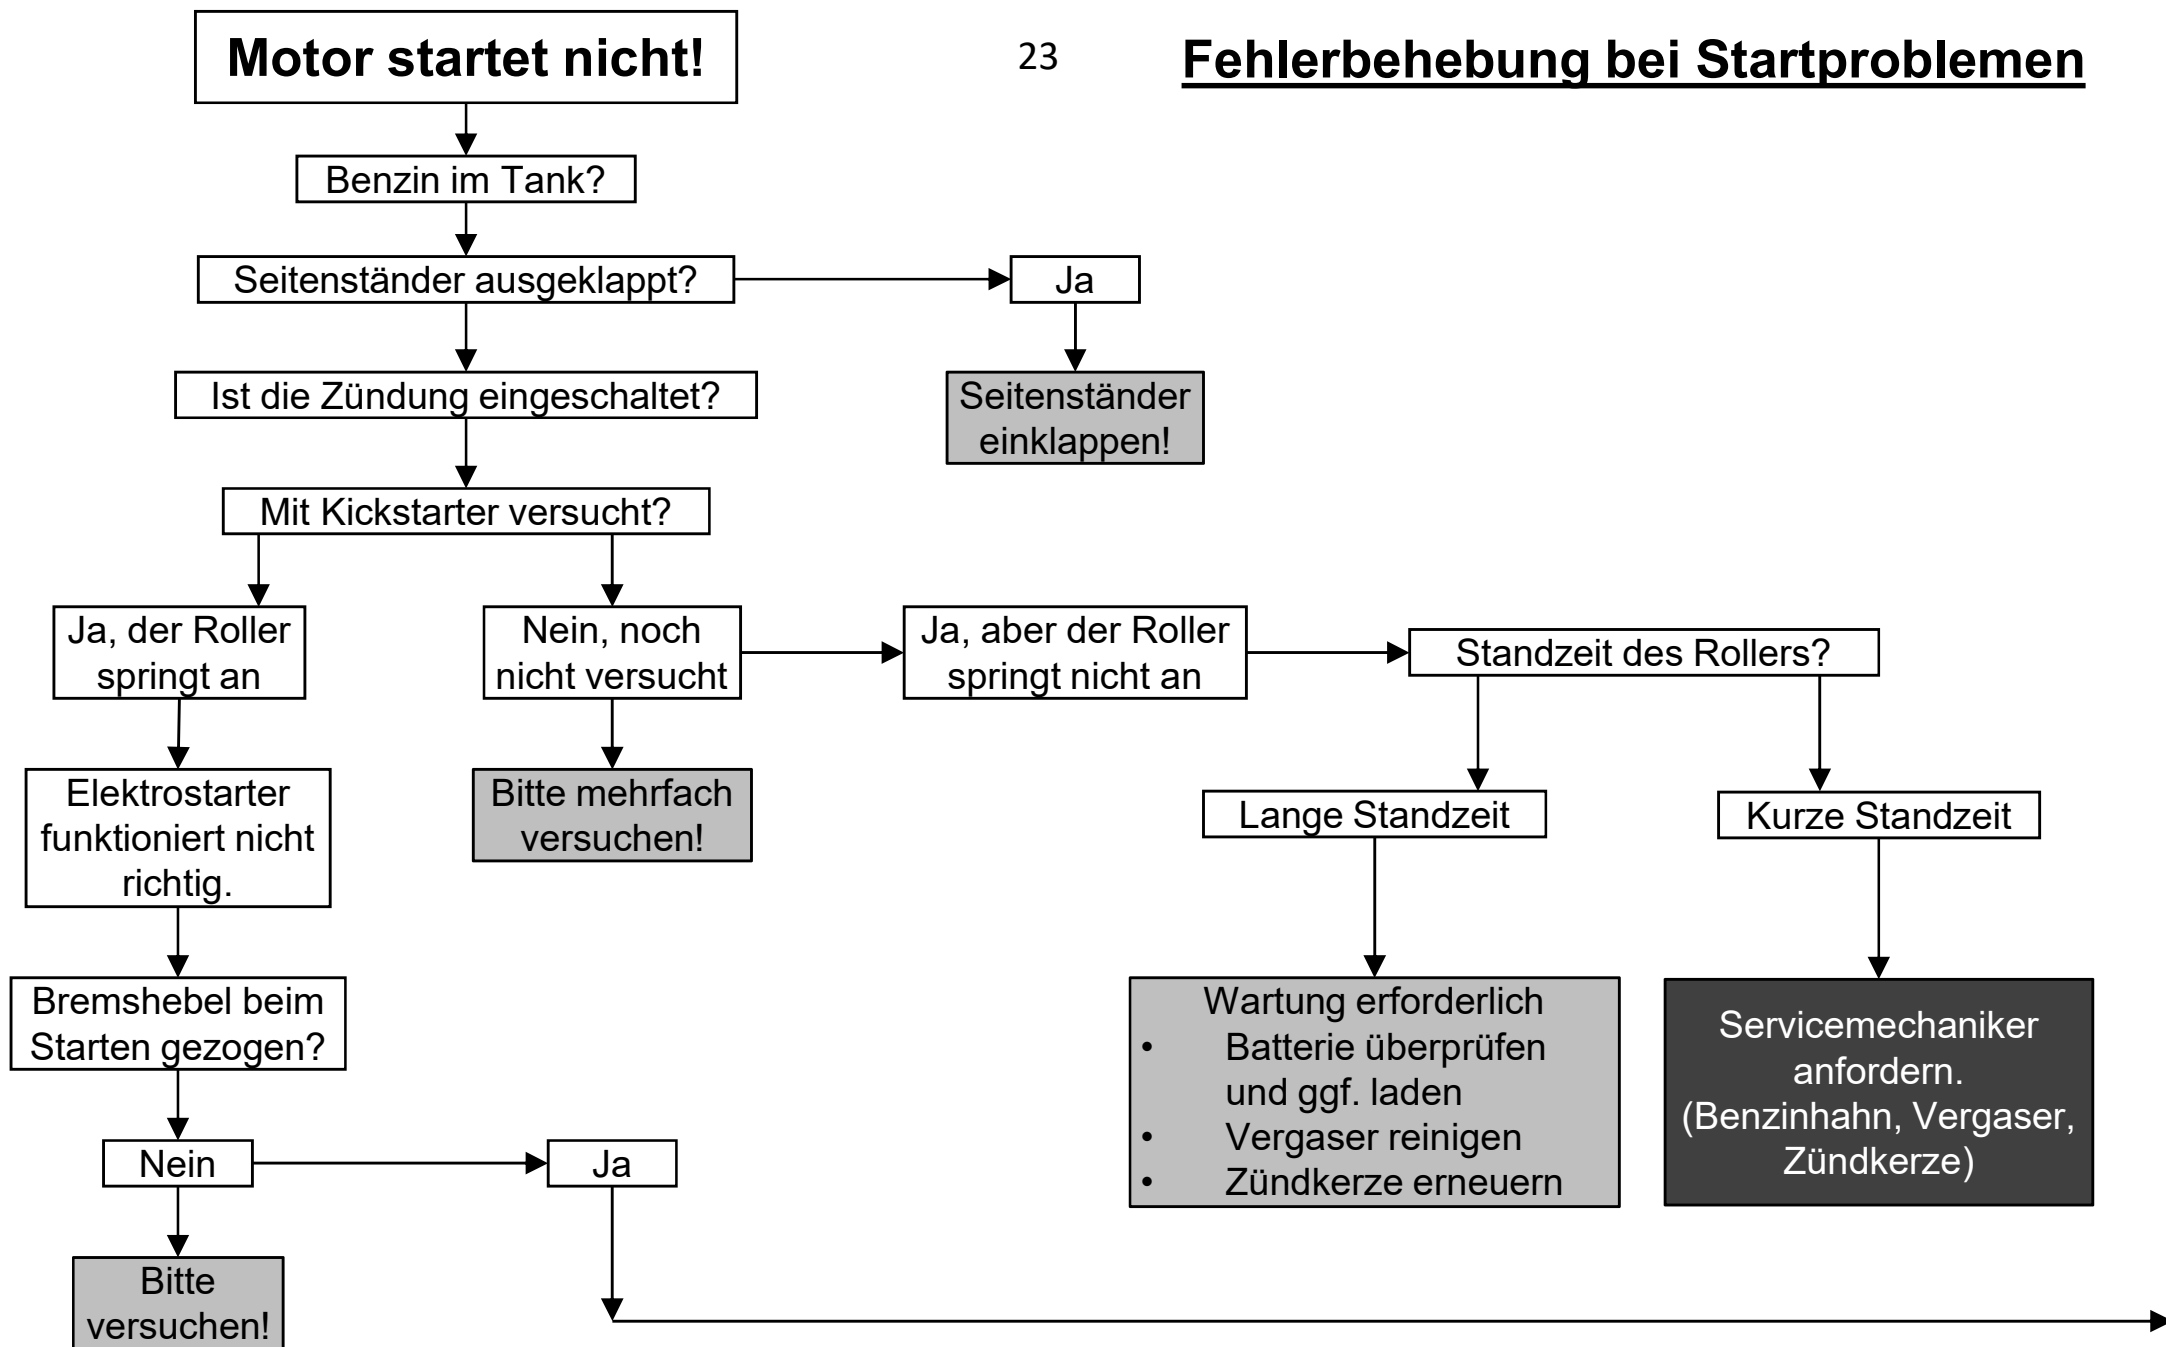 Motor startet nicht!
23
Fehlerbehebung bei Startproblemen
Benzin im Tank?
Seitenständer ausgeklappt?
Ja
Ist die Zündung eingeschaltet?
Seitenständer
einklappen!
Mit Kickstarter versucht?
Ja, der Roller
springt an
Nein, noch
nicht versucht
Ja, aber der Roller
springt nicht an
Standzeit des Rollers?
Elektrostarter
funktioniert nicht
richtig.
Bitte mehrfach
versuchen!
Lange Standzeit
Kurze Standzeit
Bremshebel beim
Starten gezogen?
Wartung erforderlich
• Batterie überprüfen
und ggf. laden
• Vergaser reinigen
• Zündkerze erneuern
Servicemechaniker
anfordern.
(Benzinhahn, Vergaser,
Zündkerze)
Nein
Ja
Bitte
versuchen!